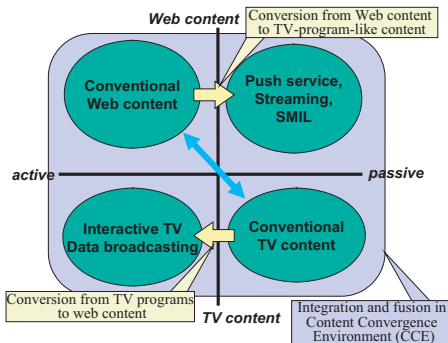 Web content
Conversion from Web content
to TV-program-like content
Conventional
Web content
Push service,
Streaming,
SMIL
active
passive
Interactive TV
Data broadcasting
Conventional
TV content
Conversion from TV programs
to web content
TV content
Integration and fusion in
Content Convergence
Environment (CCE)